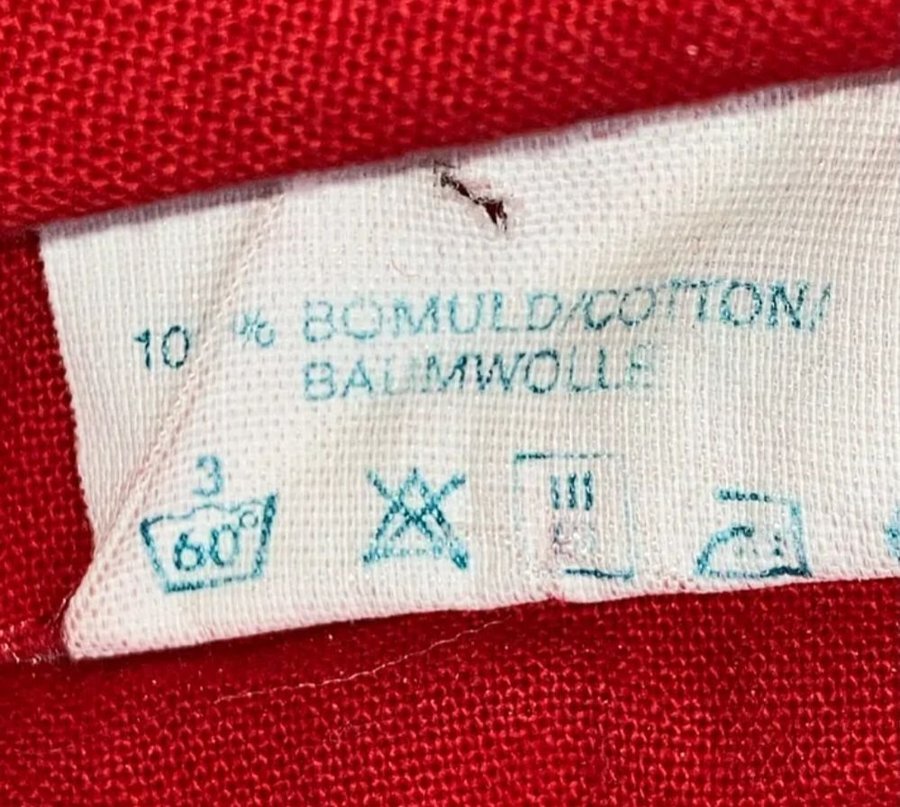 10 % BOMULD/COTTON/
BAUMWOLLE
3
60°